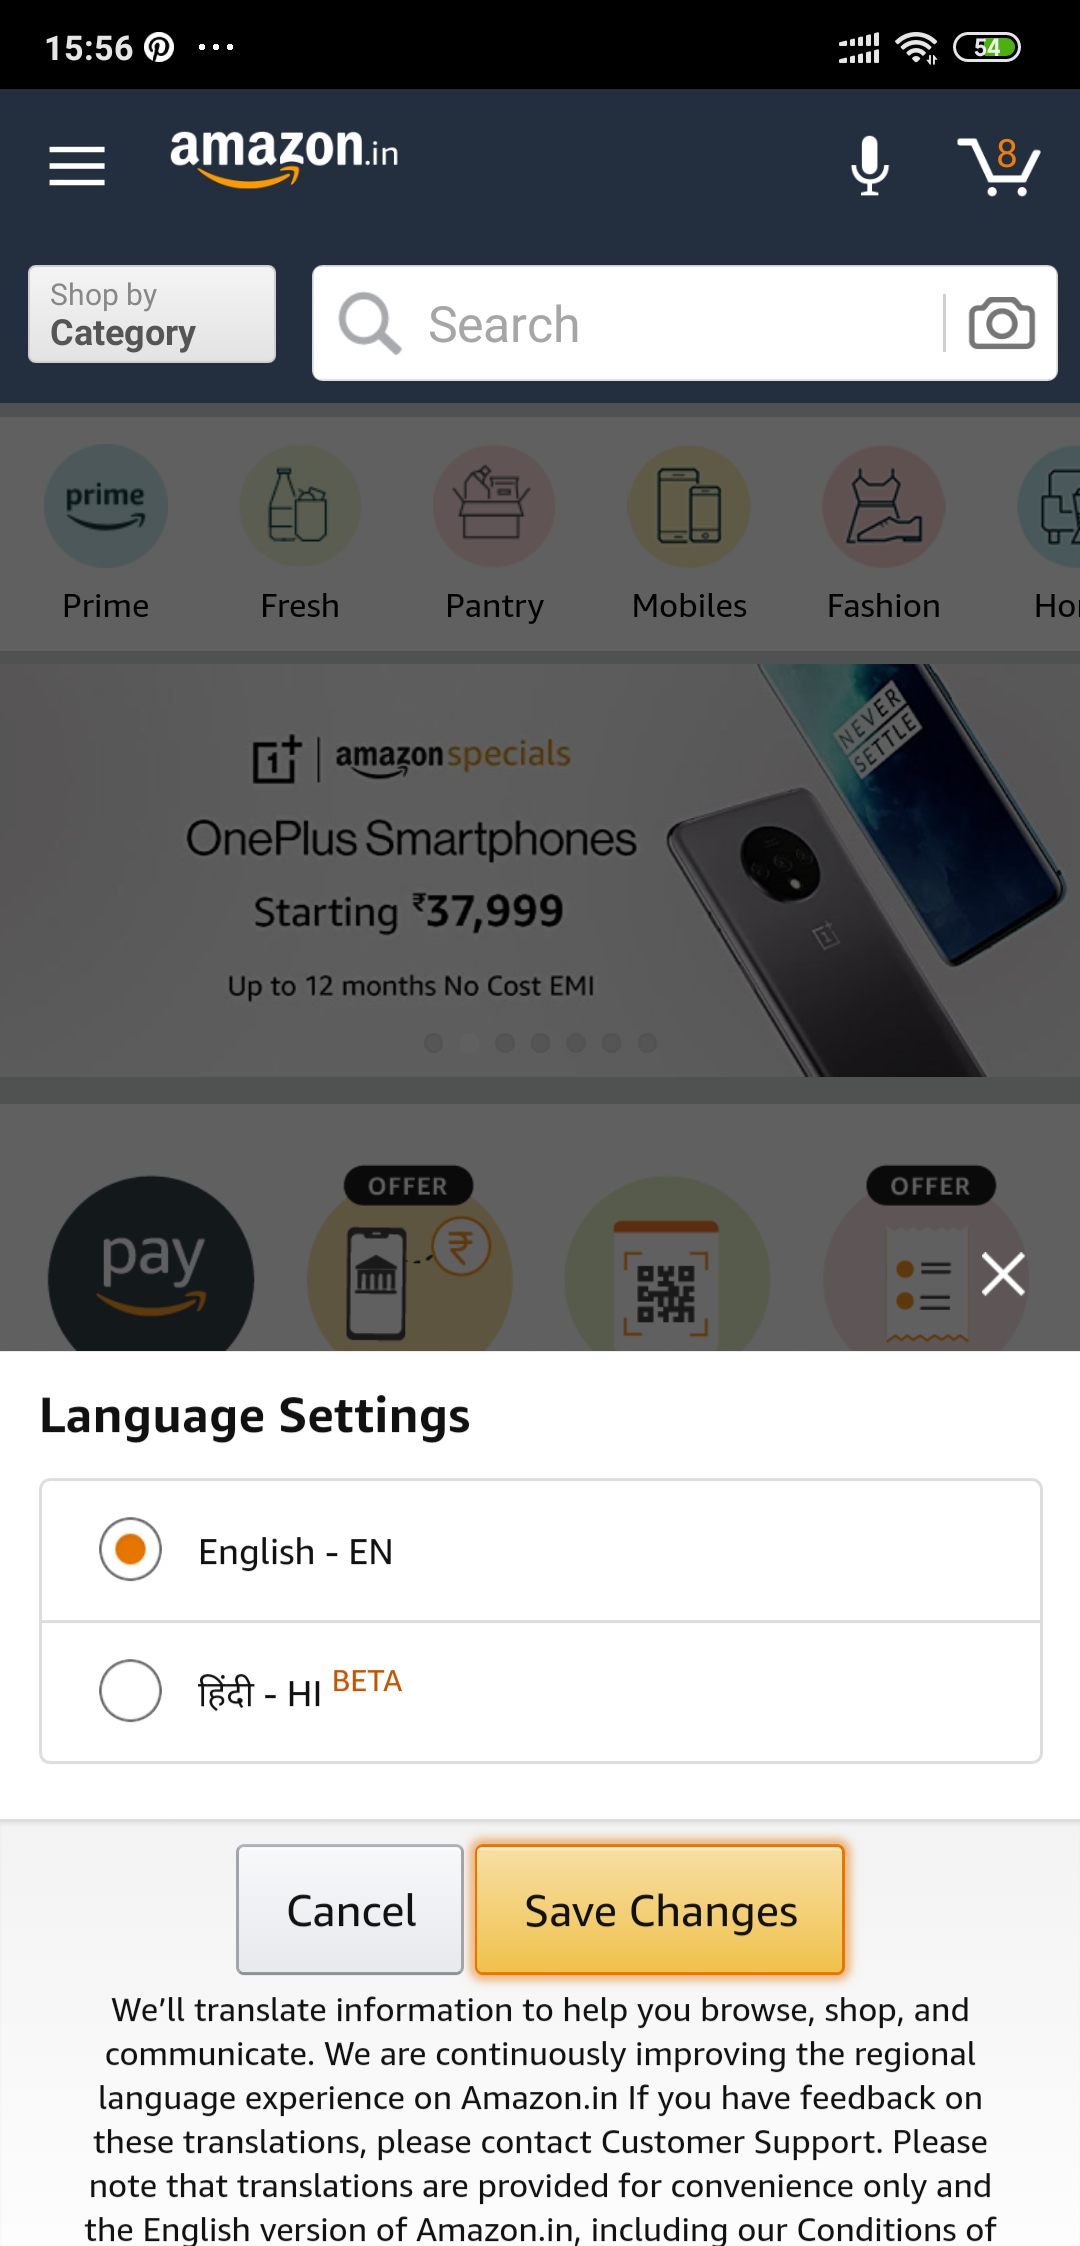 15:56
54
amazon.in
8
Shop by
Category
Search
prime
Prime
Fresh
Pantry
Mobiles
Fashion
Ho
NEVER
SETTLE
1+ | amazonspecials
OnePlus Smartphones
Starting ₹37,999
Up to 12 months No Cost EMI
OFFER
OFFER
pay
₹
Language Settings
English - EN
हिंदी - HI BETA
Cancel
Save Changes
We’ll translate information to help you browse, shop, and
communicate. We are continuously improving the regional
language experience on Amazon.in If you have feedback on
these translations, please contact Customer Support. Please
note that translations are provided for convenience only and
the English version of Amazon.in, including our Conditions of